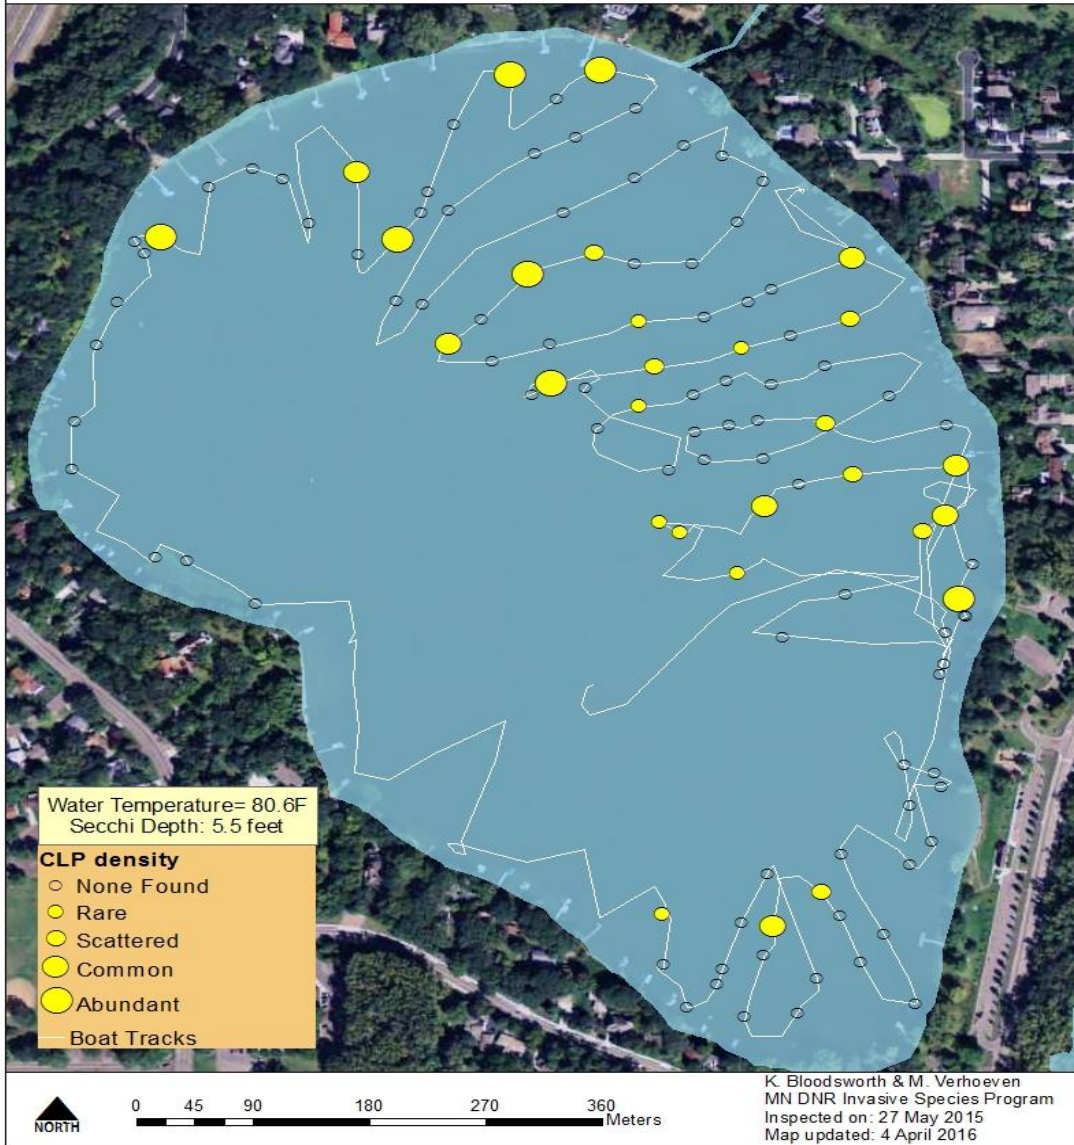 Water Temperature= 80.6F
Secchi Depth: 5.5 feet
CLP density
None Found
Rare
Scattered
Common
Abundant
Boat Tracks
NORTH
0 45 90 180 270 360
Meters
K. Bloodsworth & M. Verhoeven
MN DNR Invasive Species Program
Inspected on: 27 May 2015
Map updated: 4 April 2016